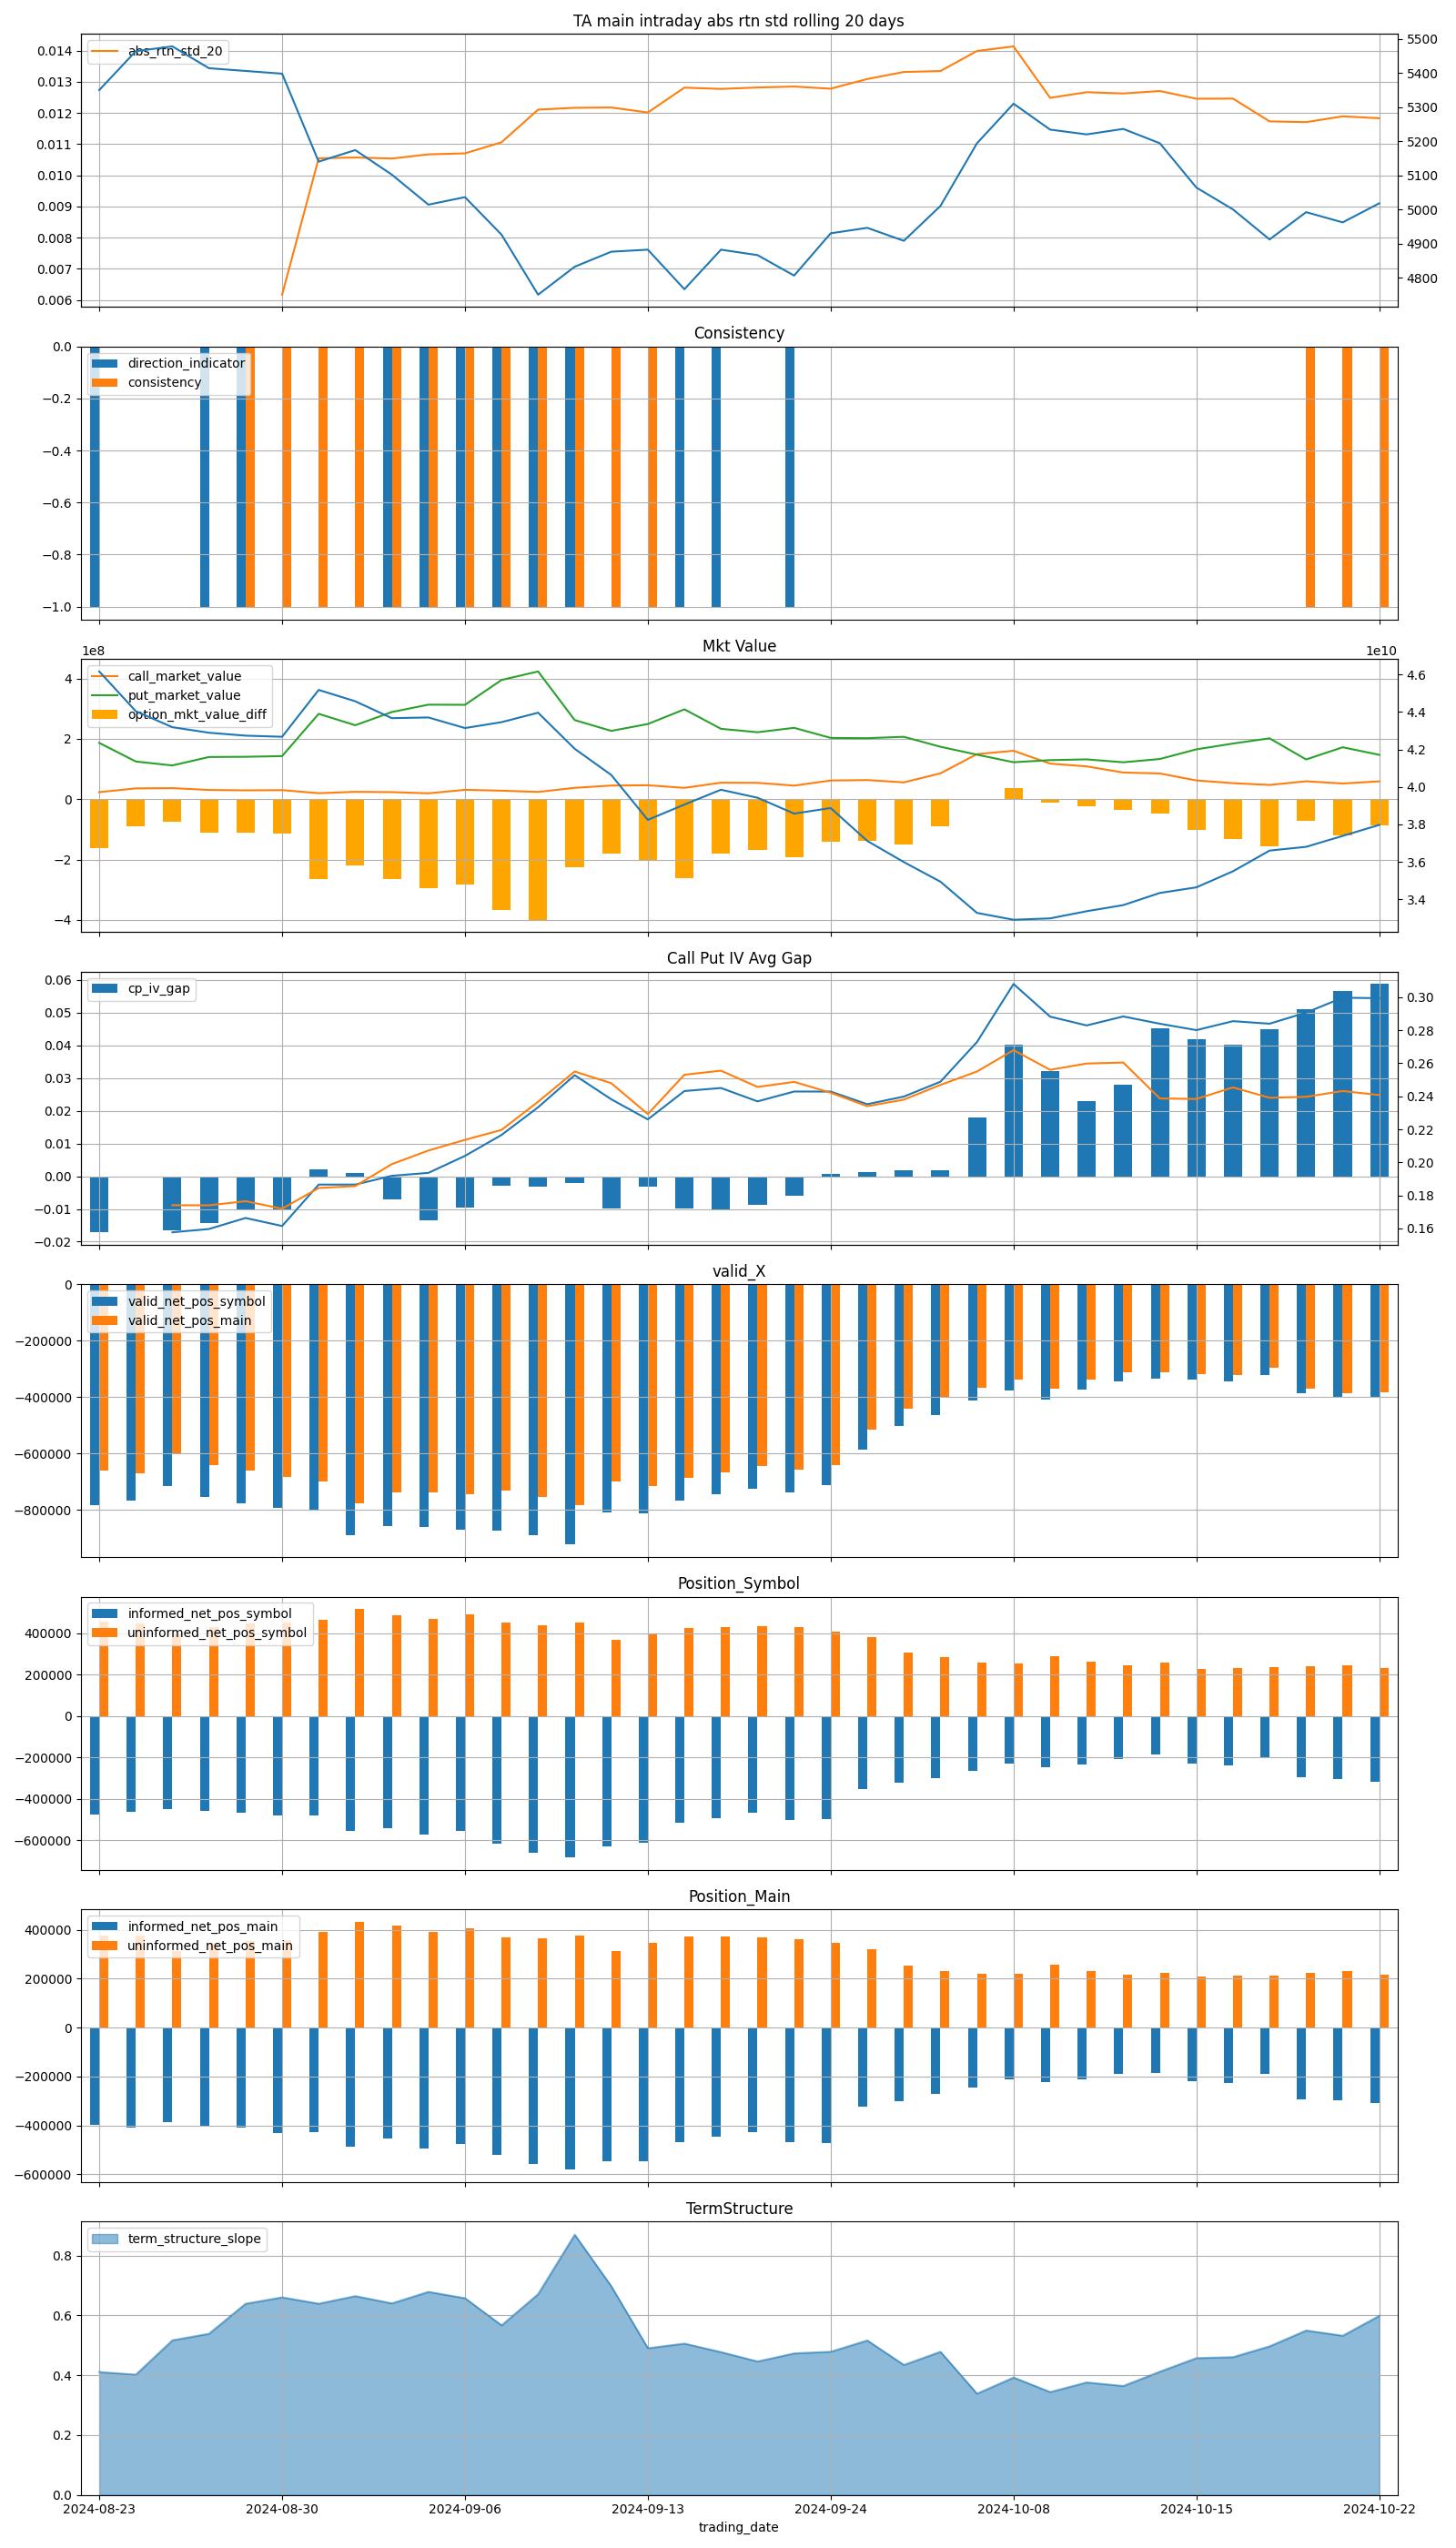 TA main intraday abs rtn std rolling 20 days
abs_rtn_std_20
0.014
0.013
0.012
0.011
0.010
0.009
0.008
0.007
0.006
5500
5400
5300
5200
5100
5000
4900
4800
Consistency
direction_indicator
consistency
0.0
−0.2
−0.4
−0.6
−0.8
−1.0
Mkt Value
1e8
1e10
call_market_value
put_market_value
option_mkt_value_diff
4
2
0
−2
−4
4.6
4.4
4.2
4.0
3.8
3.6
3.4
Call Put IV Avg Gap
cp_iv_gap
0.06
0.05
0.04
0.03
0.02
0.01
0.00
−0.01
−0.02
0.30
0.28
0.26
0.24
0.22
0.20
0.18
0.16
valid_X
valid_net_pos_symbol
valid_net_pos_main
0
−200000
−400000
−600000
−800000
Position_Symbol
informed_net_pos_symbol
uninformed_net_pos_symbol
400000
200000
0
−200000
−400000
−600000
Position_Main
informed_net_pos_main
uninformed_net_pos_main
400000
200000
0
−200000
−400000
−600000
TermStructure
term_structure_slope
0.8
0.6
0.4
0.2
0.0
2024-08-23 2024-08-30 2024-09-06 2024-09-13 2024-09-24 2024-10-08 2024-10-15 2024-10-22
trading_date